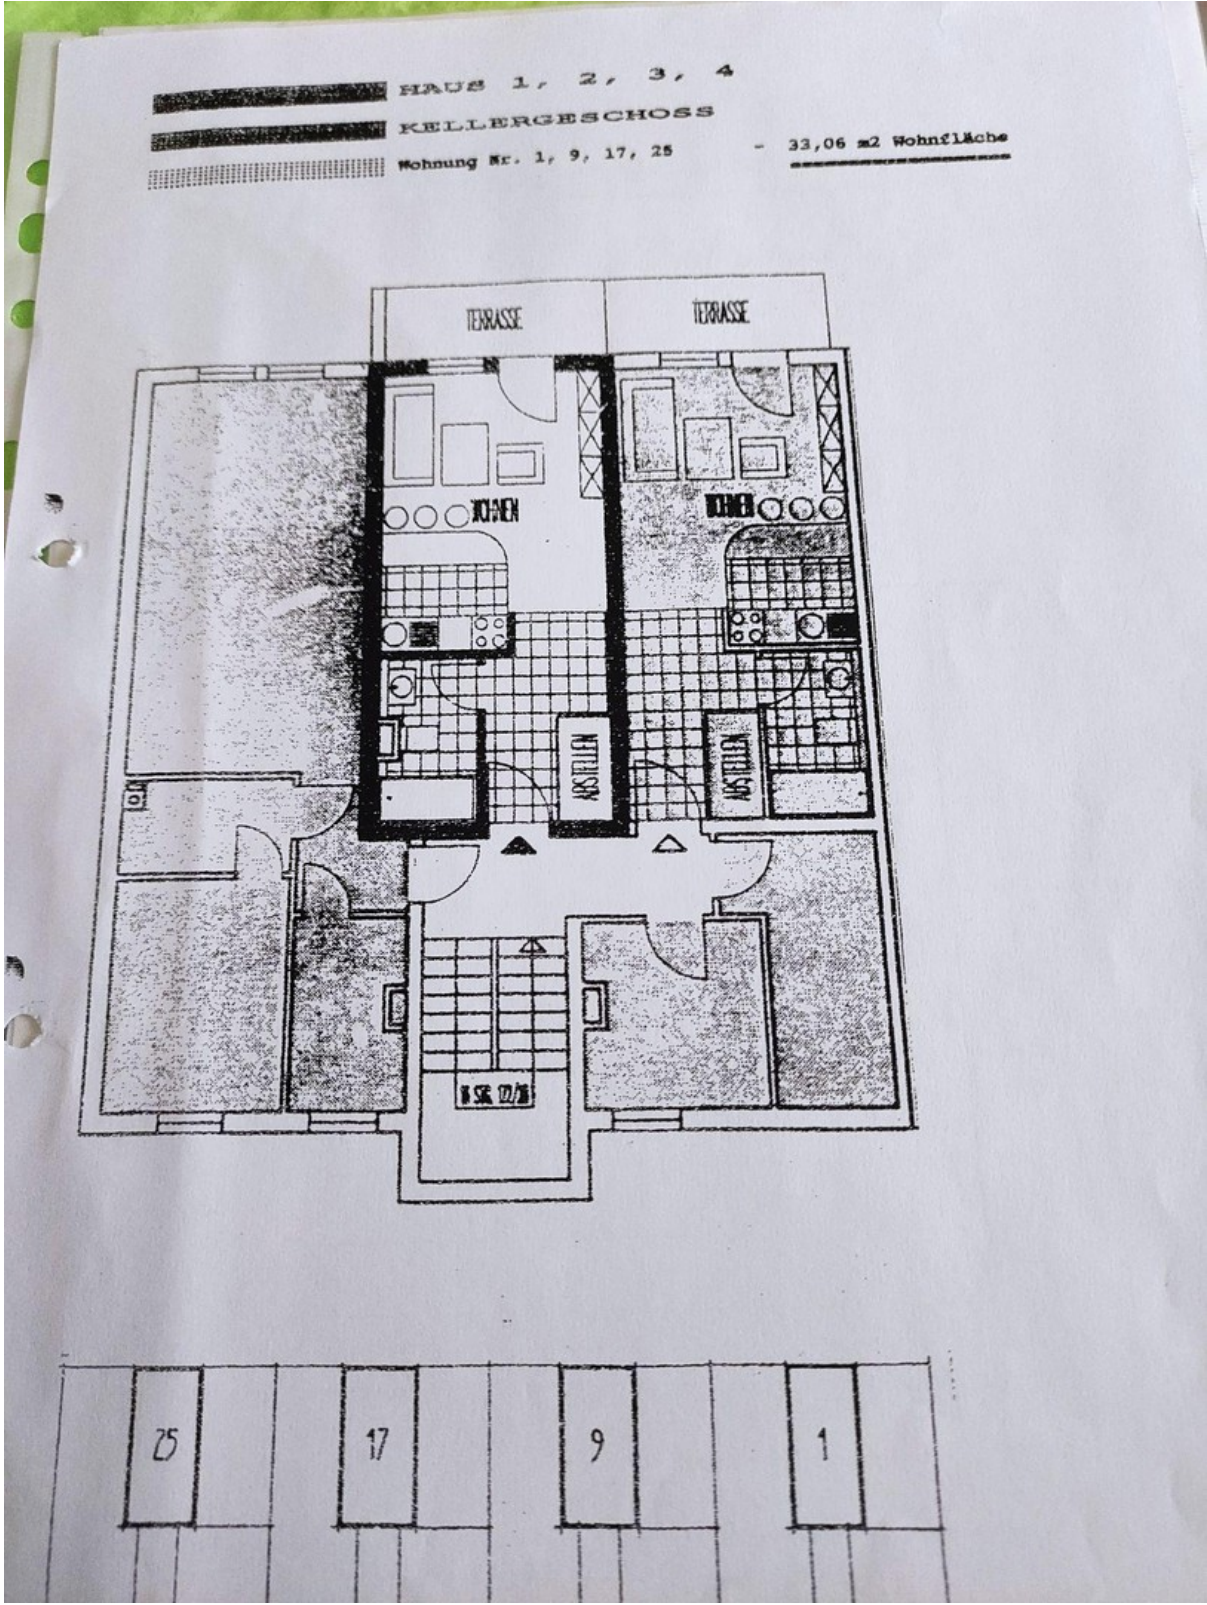 HAUS 1, 2, 3, 4
KELLERGESCHOSS
Wohnung Nr. 1, 9, 17, 25 - 33,06 m2 Wohnfläche
TERRASSE TERRASSE
WOHNEN WOHNEN
ABSTELLEN ABSTELLEN
25 17 9 1